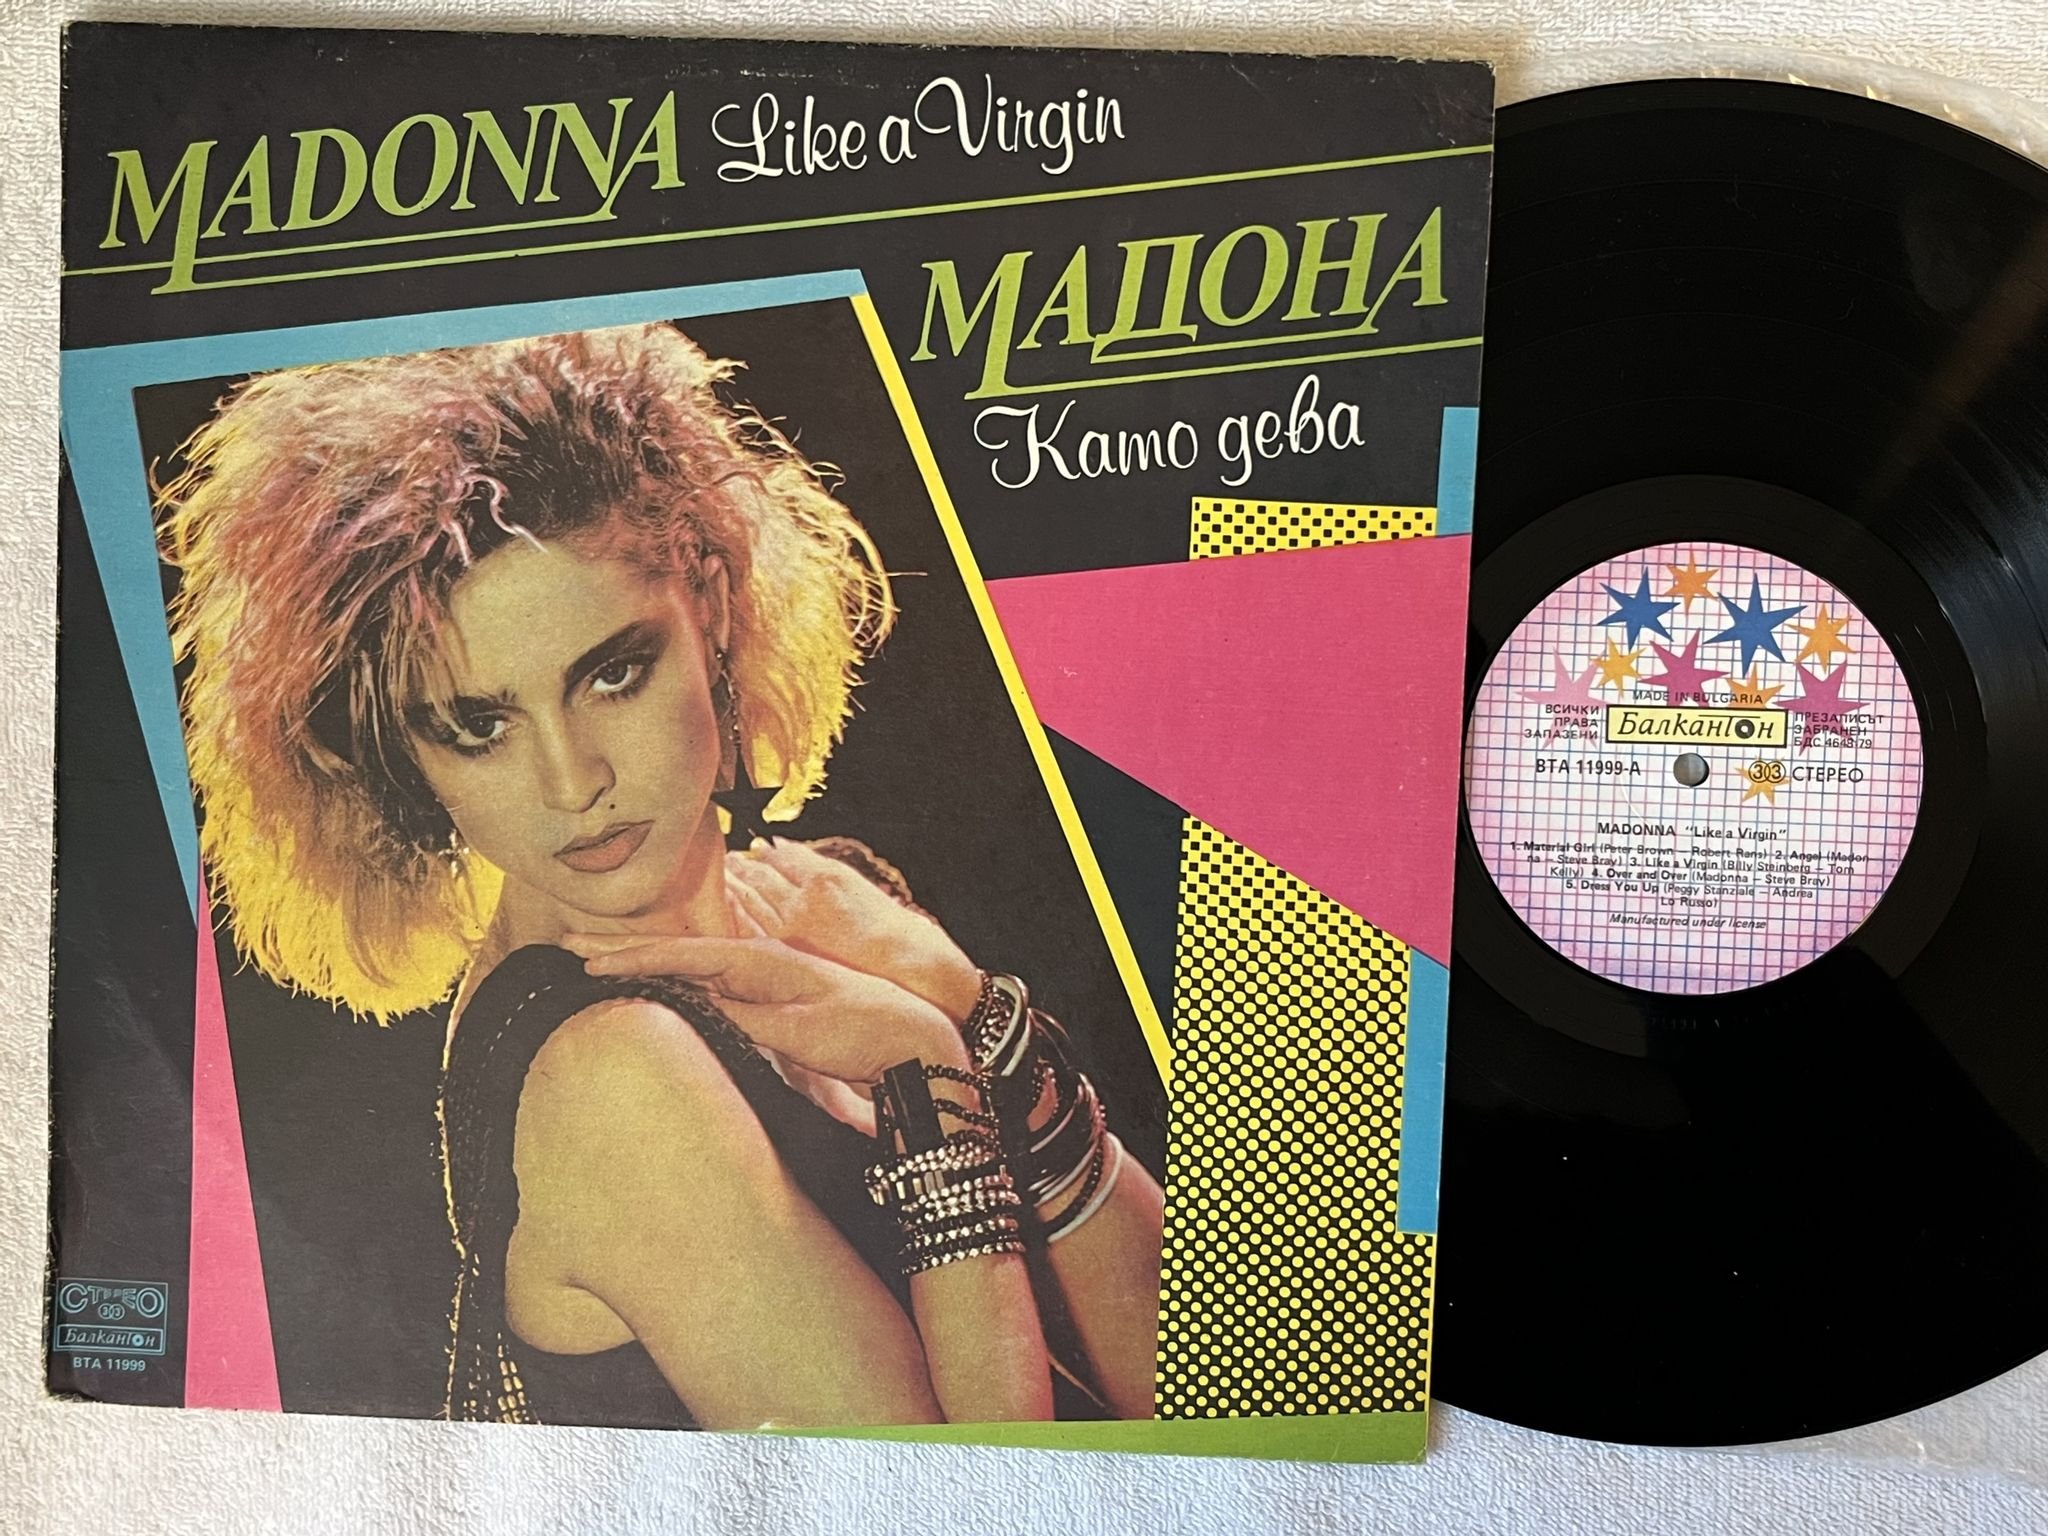 MADONNA Like a Virgin
МАДОНА
Като дева
СТЕРЕО
33
Балкантон
ВТА 11999
MADE IN BULGARIA
ВСИЧКИ
ПРАВА
ЗАПАЗЕНИ
Балкантон
ПРЕЗАПИСЪТ
ЗАБРАНЕН
БДС 4643-79
ВТА 11999-А
33 СТЕРЕО
MADONNA "Like a Virgin"
1. Material Girl (Peter Brown — Robert Rans) 2. Angel (Madon-
na — Steve Bray) 3. Like a Virgin (Billy Steinberg — Tom
Kelly) 4. Over and Over (Madonna — Steve Bray)
5. Dress You Up (Peggy Stanziale — Andrea
Lo Russo)
Manufactured under license